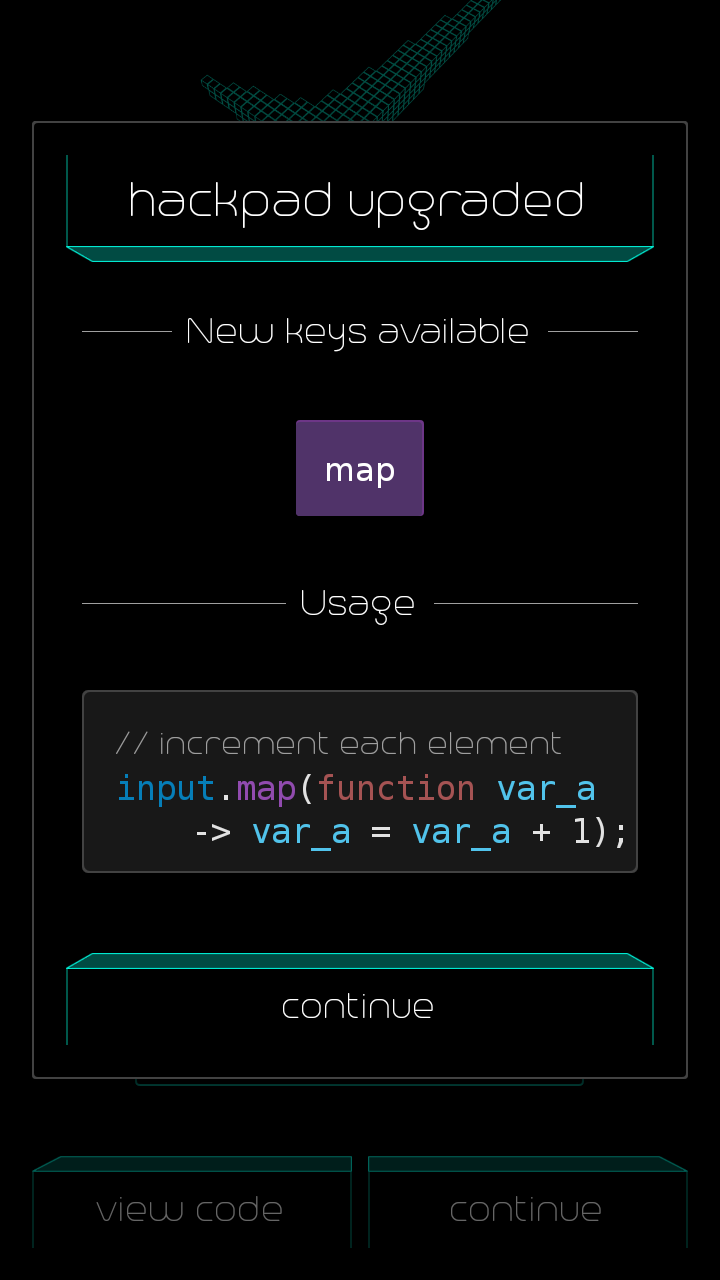 hackpad upgraded
New keys available
map
Usage
// increment each element
input.map(function var_a
-> var_a = var_a + 1);
continue
view code
continue